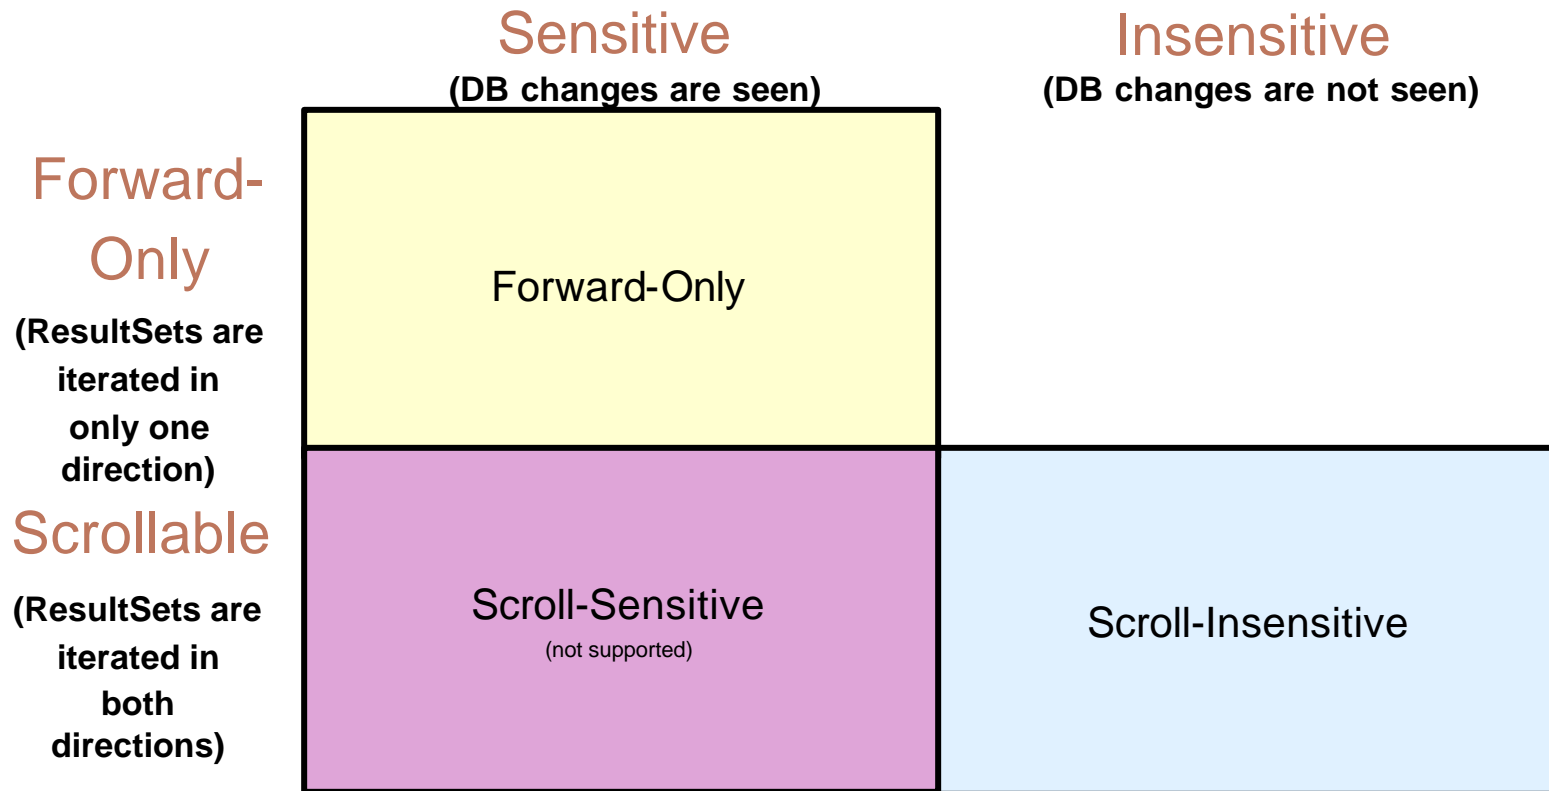 Sensitive
(DB changes are seen)
Insensitive
(DB changes are not seen)
Forward-
Only
(ResultSets are
iterated in
only one
direction)
Forward-Only
Scrollable
(ResultSets are
iterated in
both
directions)
Scroll-Sensitive
(not supported)
Scroll-Insensitive